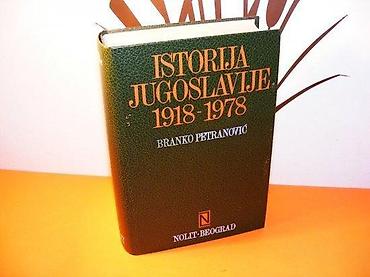 ISTORIJA
JUGOSLAVIJE
1918-1978
BRANKO PETRANOVIĆ
N
NOLIT-BEOGRAD